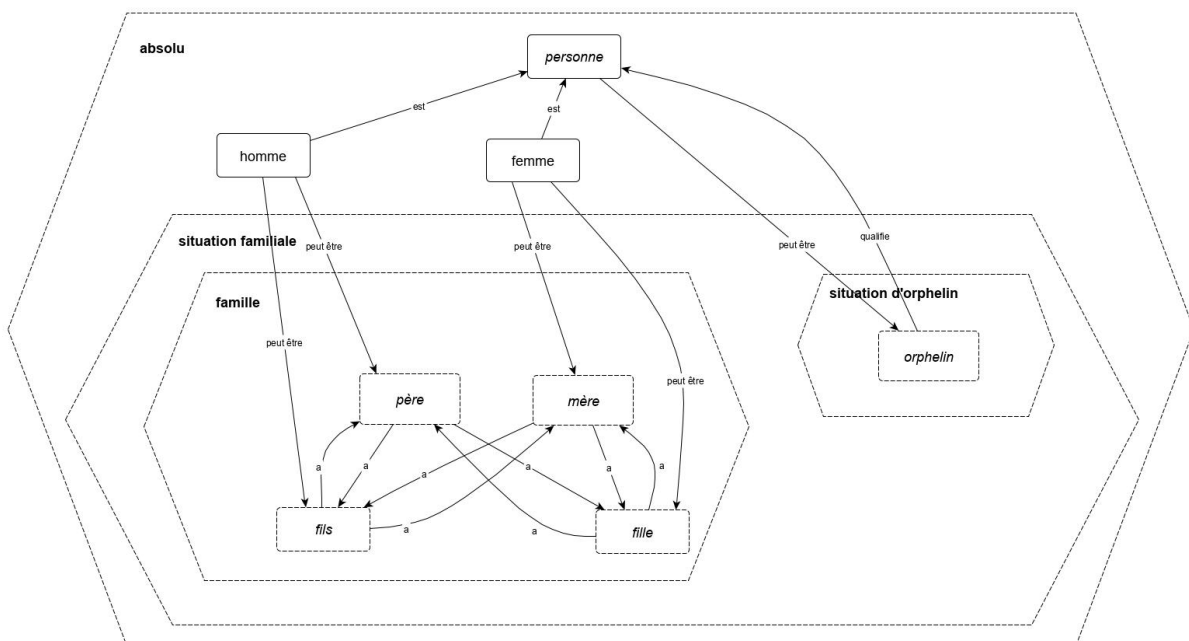 absolu
personne
est
est
homme
femme
situation familiale
peut être
peut être
peut être
qualifie
famille
situation d'orphelin
peut être
orphelin
peut être
père
mère
a
a
a
a
a
a
fils
a
a
fille